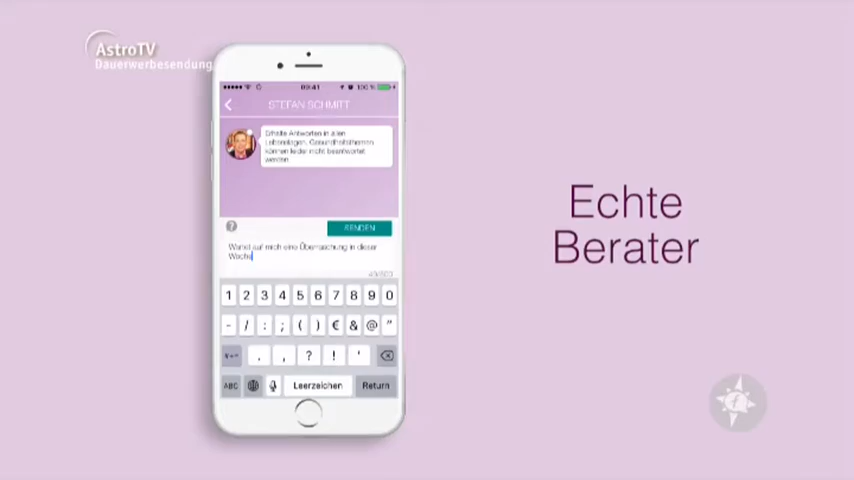 AstroTV
Dauerwerbesendung
09:41
100 %
STEFAN SCHMITT
Erhalte Antworten in allen
Lebenslagen. Gesundheitsthemen
können leider nicht beantwortet
werden
SENDEN
Wartet auf mich eine Überraschung in dieser
Woche
Echte
Berater
1 2 3 4 5 6 7 8 9 0
- / : ; ( ) € & @ "
#+= . , ? ! ' 
ABC Leerzeichen Return